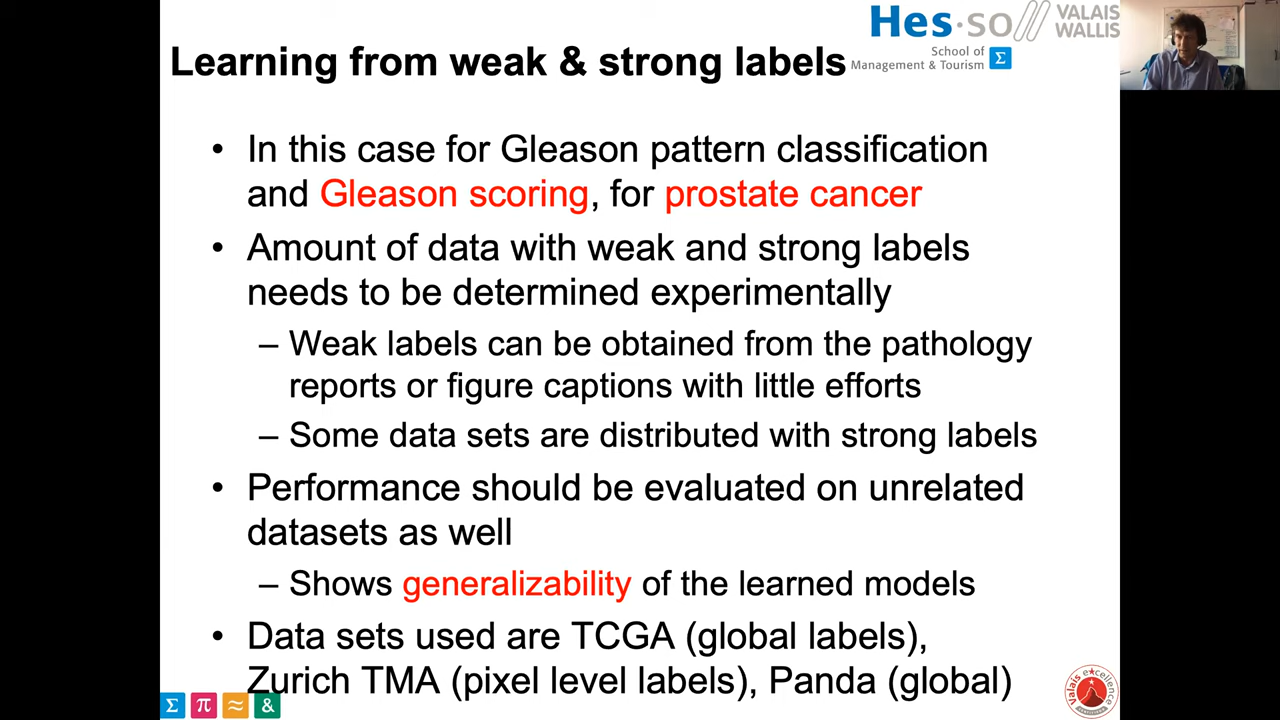 Hes·so VALAIS
WALLIS
School of
Management & Tourism Σ
Learning from weak & strong labels
• In this case for Gleason pattern classification
and Gleason scoring, for prostate cancer
• Amount of data with weak and strong labels
needs to be determined experimentally
– Weak labels can be obtained from the pathology
reports or figure captions with little efforts
– Some data sets are distributed with strong labels
• Performance should be evaluated on unrelated
datasets as well
– Shows generalizability of the learned models
• Data sets used are TCGA (global labels),
Zurich TMA (pixel level labels), Panda (global)
Σ π ≈ &
Valais excellence